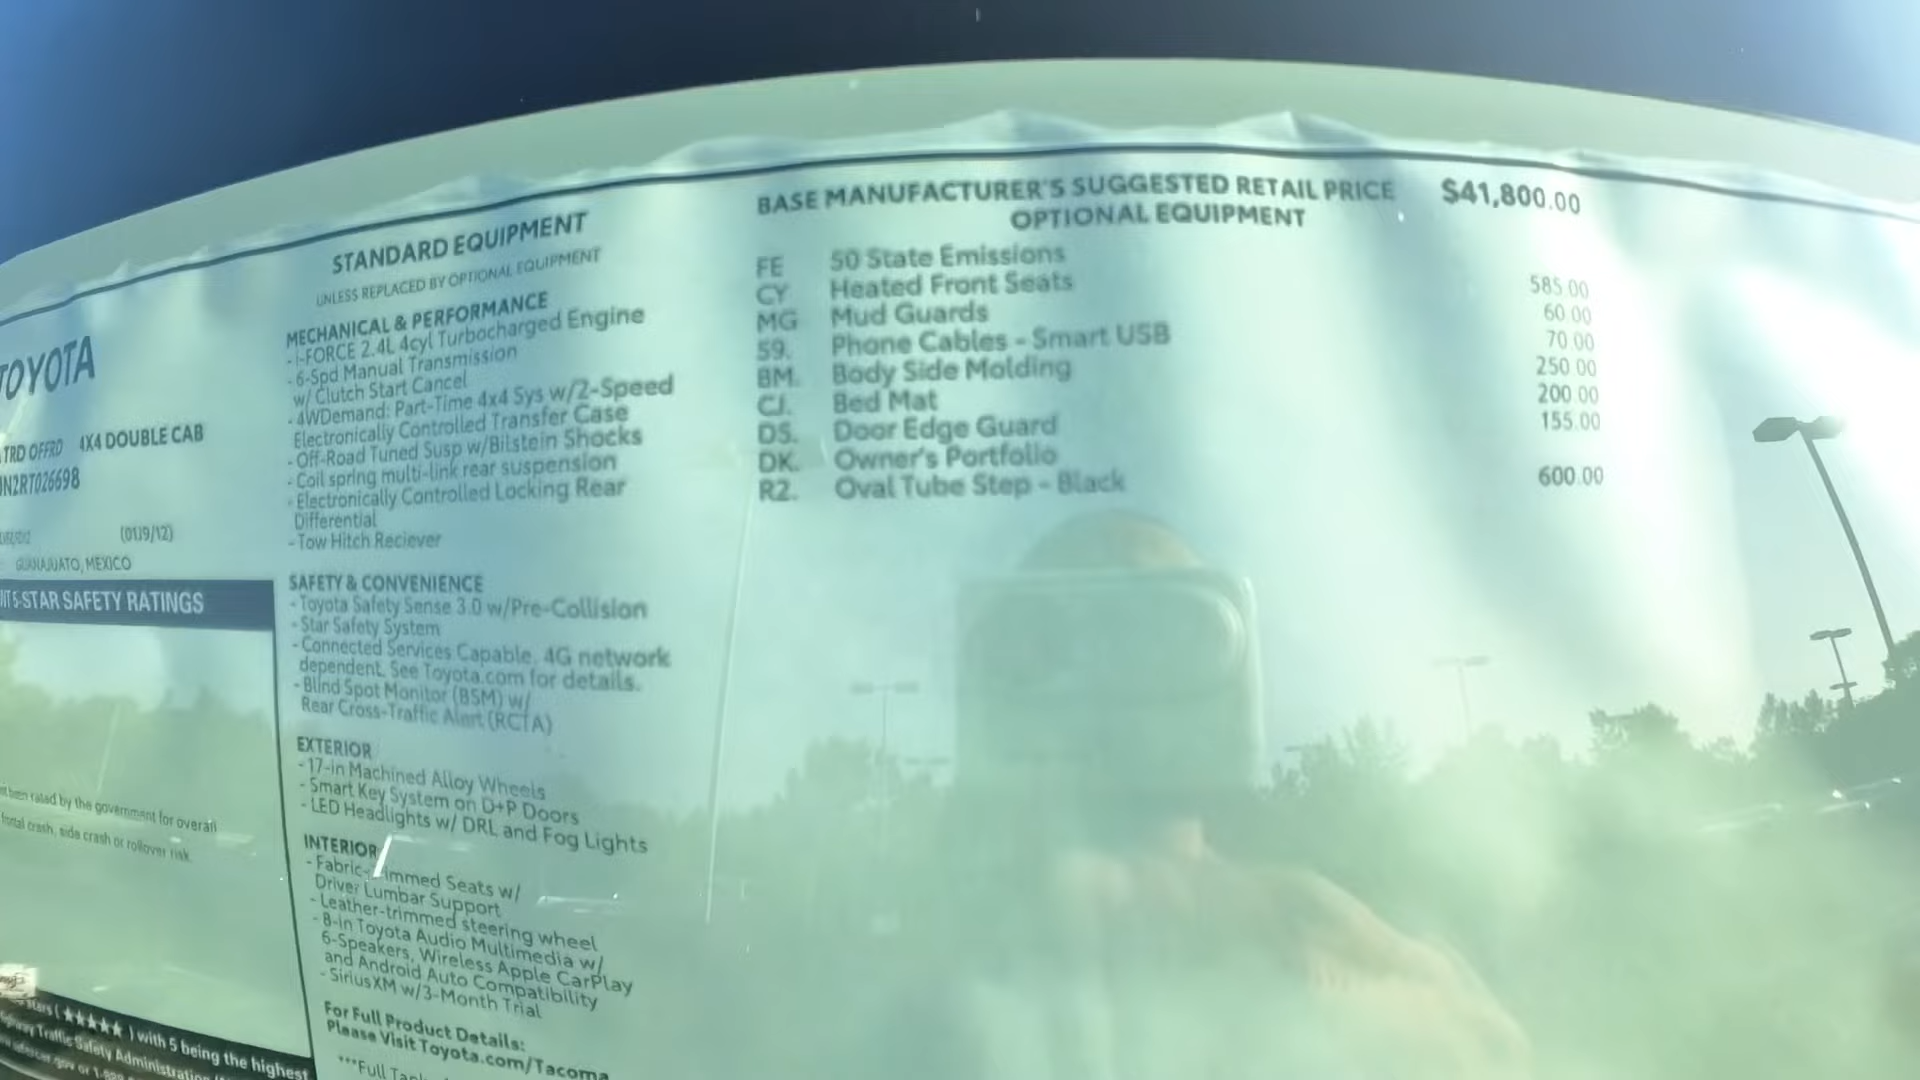 TOYOTA
TRD OFFRD 4X4 DOUBLE CAB
N2RT026698
(01J9/12)
GUANAJUATO, MEXICO
5-STAR SAFETY RATINGS
been rated by the government for overall
frontal crash, side crash or rollover risk.
Stars (★★★★★) with 5 being the highest
Highway Traffic Safety Administration
STANDARD EQUIPMENT
UNLESS REPLACED BY OPTIONAL EQUIPMENT
MECHANICAL & PERFORMANCE
- i-FORCE 2.4L 4cyl Turbocharged Engine
- 6-Spd Manual Transmission
w/ Clutch Start Cancel
- 4WDemand: Part-Time 4x4 Sys w/2-Speed
Electronically Controlled Transfer Case
- Off-Road Tuned Susp w/Bilstein Shocks
- Coil spring multi-link rear suspension
- Electronically Controlled Locking Rear
Differential
- Tow Hitch Reciever
SAFETY & CONVENIENCE
- Toyota Safety Sense 3.0 w/Pre-Collision
- Star Safety System
- Connected Services Capable, 4G network
dependent. See Toyota.com for details.
- Blind Spot Monitor (BSM) w/
Rear Cross-Traffic Alert (RCTA)
EXTERIOR
- 17-in Machined Alloy Wheels
- Smart Key System on D+P Doors
- LED Headlights w/ DRL and Fog Lights
INTERIOR
- Fabric- immed Seats w/
Driver Lumbar Support
- Leather-trimmed steering wheel
- 8-in Toyota Audio Multimedia w/
6-Speakers, Wireless Apple CarPlay
and Android Auto Compatibility
- SiriusXM w/3-Month Trial
For Full Product Details:
Please Visit Toyota.com/Tacoma
***Full
BASE MANUFACTURER'S SUGGESTED RETAIL PRICE $41,800.00
OPTIONAL EQUIPMENT
FE 50 State Emissions
CY Heated Front Seats 585.00
MG Mud Guards 60.00
59. Phone Cables - Smart USB 70.00
BM. Body Side Molding 250.00
CJ. Bed Mat 200.00
DS. Door Edge Guard 155.00
DK. Owner's Portfolio
R2. Oval Tube Step - Black 600.00